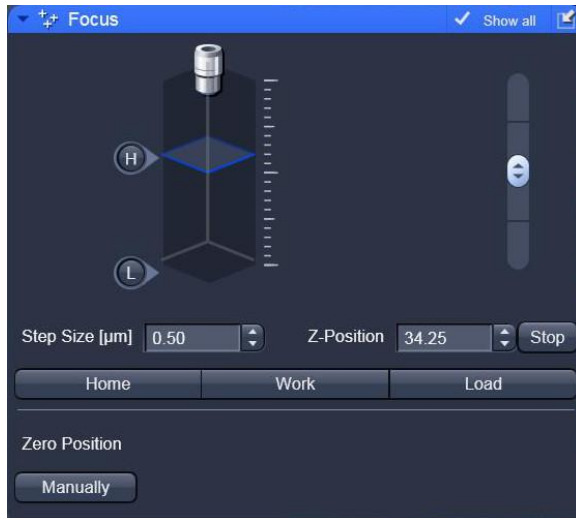 Focus Show all
H
L
Step Size [µm] 0.50 Z-Position 34.25 Stop
Home Work Load
Zero Position
Manually